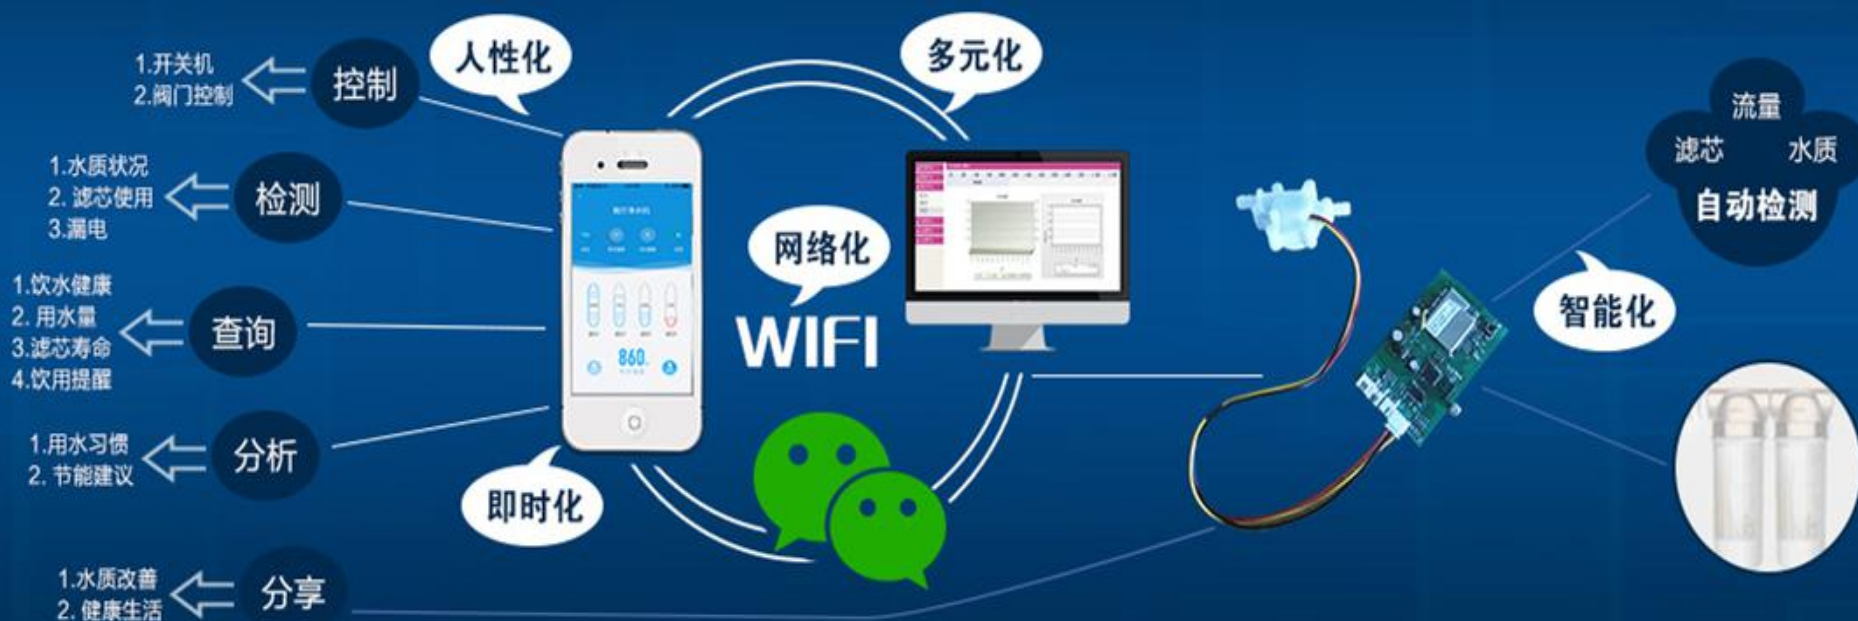 人性化
多元化
1.开关机
2.阀门控制
控制
流量
滤芯
水质
自动检测
1.水质状况
2. 滤芯使用
3.漏电
检测
网络化
WIFI
智能化
1.饮水健康
2. 用水量
3.滤芯寿命
4.饮用提醒
查询
860
1.用水习惯
2. 节能建议
分析
即时化
1.水质改善
2. 健康生活
分享